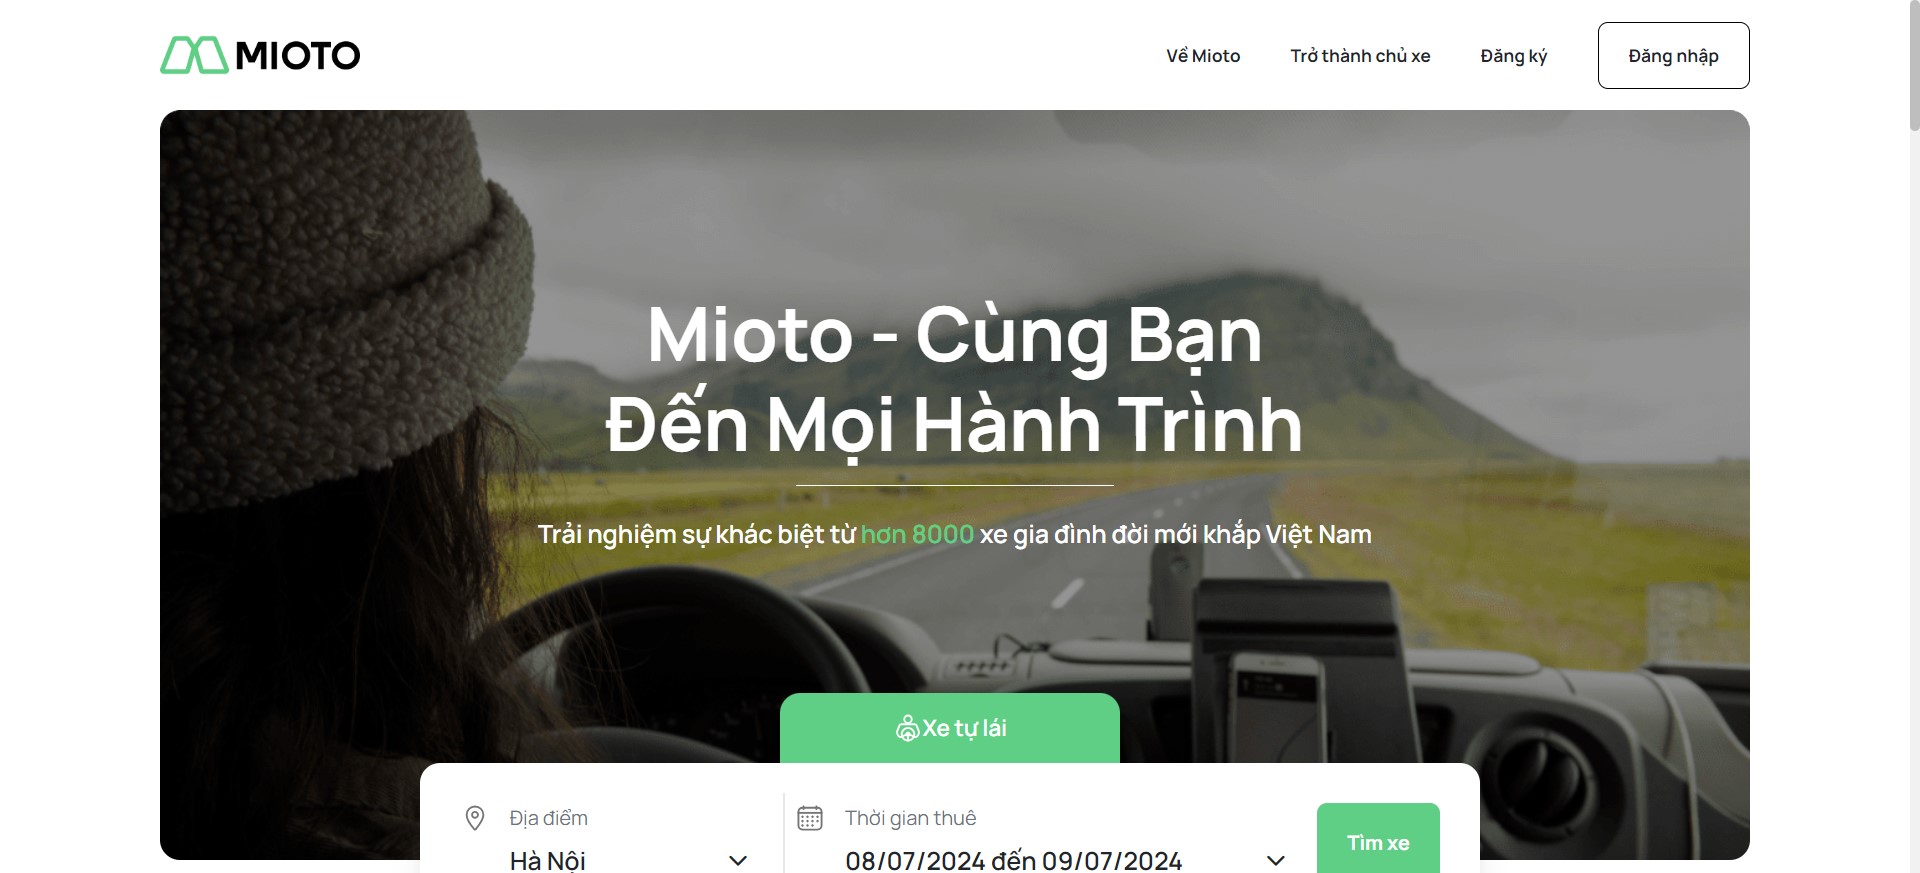 MIOTO
Về Mioto
Trở thành chủ xe
Đăng ký
Đăng nhập
Mioto - Cùng Bạn
Đến Mọi Hành Trình
Trải nghiệm sự khác biệt từ hơn 8000 xe gia đình đời mới khắp Việt Nam
Xe tự lái
Địa điểm
Hà Nội
Thời gian thuê
08/07/2024 đến 09/07/2024
Tìm xe